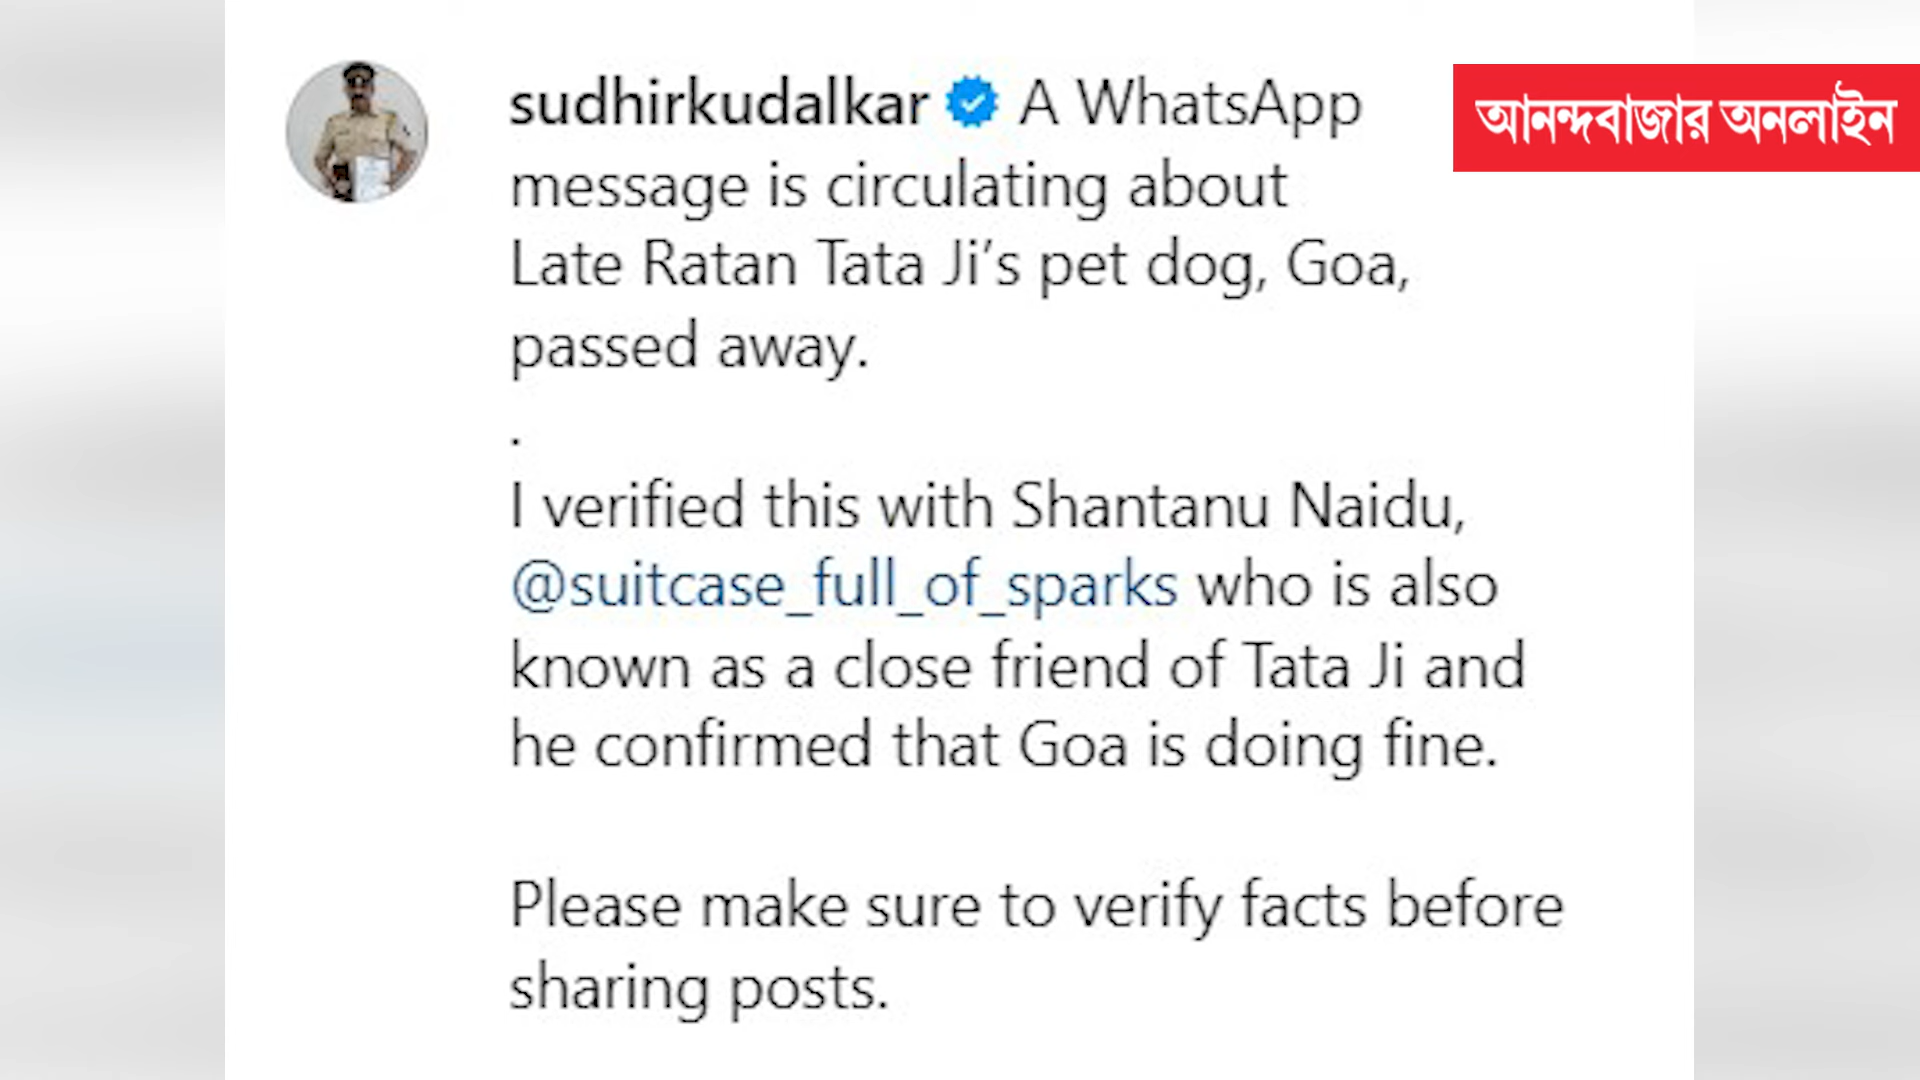 sudhirkudalkar A WhatsApp
আনন্দবাজার অনলাইন
message is circulating about
Late Ratan Tata Ji’s pet dog, Goa,
passed away.
.
I verified this with Shantanu Naidu,
@suitcase_full_of_sparks who is also
known as a close friend of Tata Ji and
he confirmed that Goa is doing fine.
Please make sure to verify facts before
sharing posts.